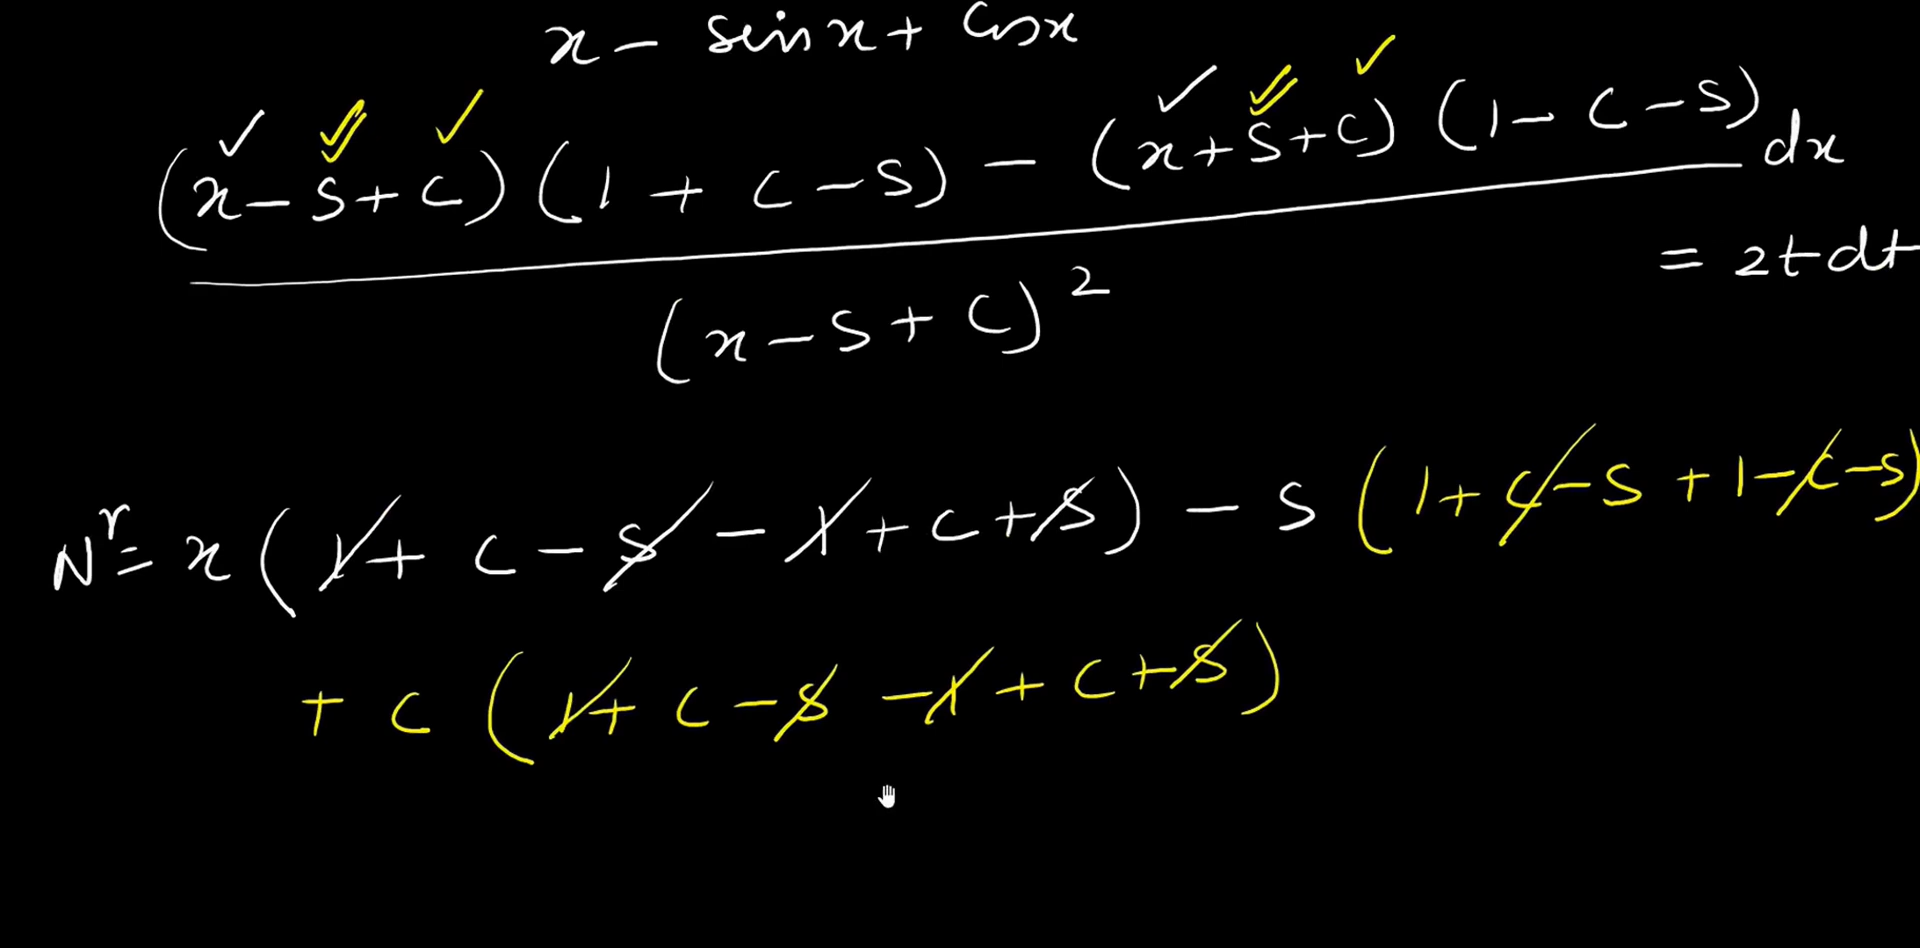 x - sin x + cos x
(x - s + c) (1 + c - s) - (x + s + c) (1 - c - s) dx
= 2t dt
(x - s + c)²
Nʳ = x (1 + c - s - 1 + c + s) - s (1 + c - s + 1 - c - s)
+ c (1 + c - s - 1 + c + s)